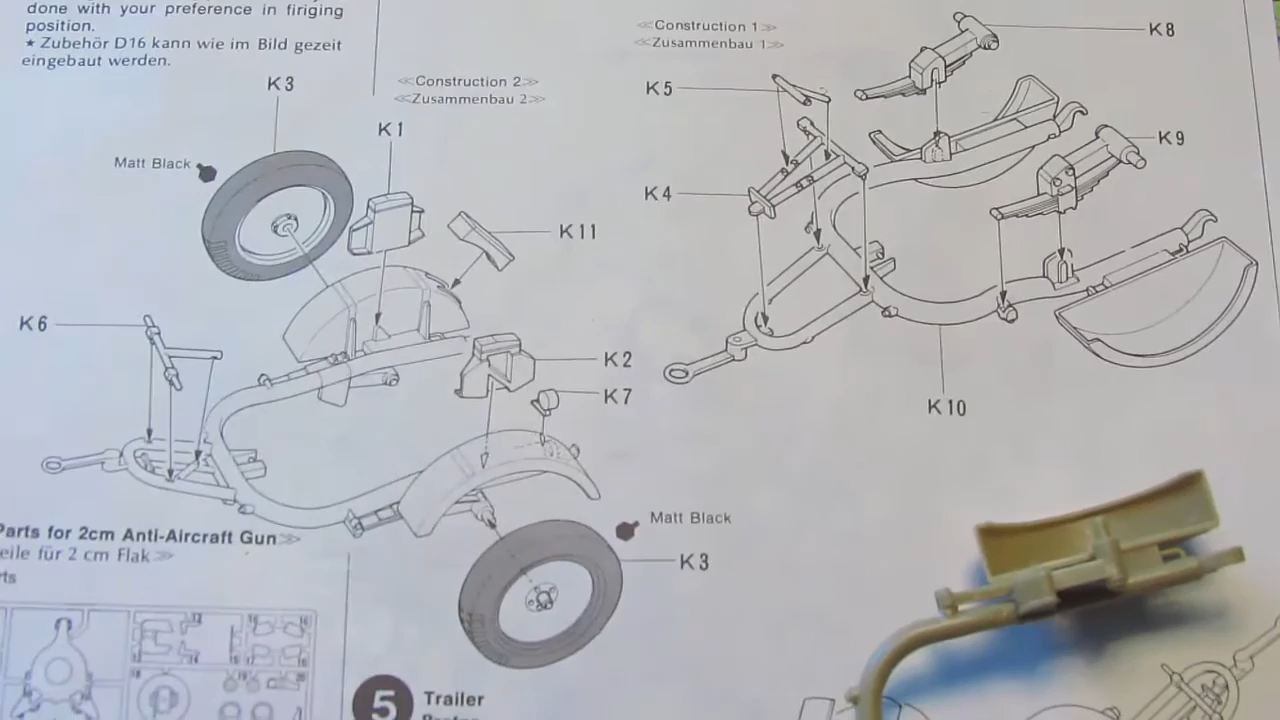 done with your preference in firiging
position.
★ Zubehör D16 kann wie im Bild gezeit
eingebaut werden.
K3
≪Construction 2≫
≪Zusammenbau 2≫
K1
Matt Black
K11
K6
K2
K7
Matt Black
K3
Parts for 2cm Anti-Aircraft Gun≫
eile für 2 cm Flak≫
rts
5
Trailer
≪Construction 1≫
≪Zusammenbau 1≫
K8
K5
K9
K4
K10